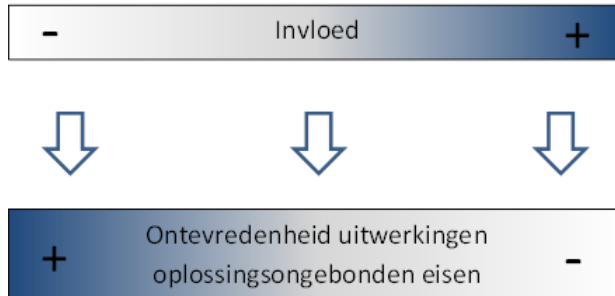 - Invloed +
+ Ontevredenheid uitwerkingen -
oplossingsongebonden eisen